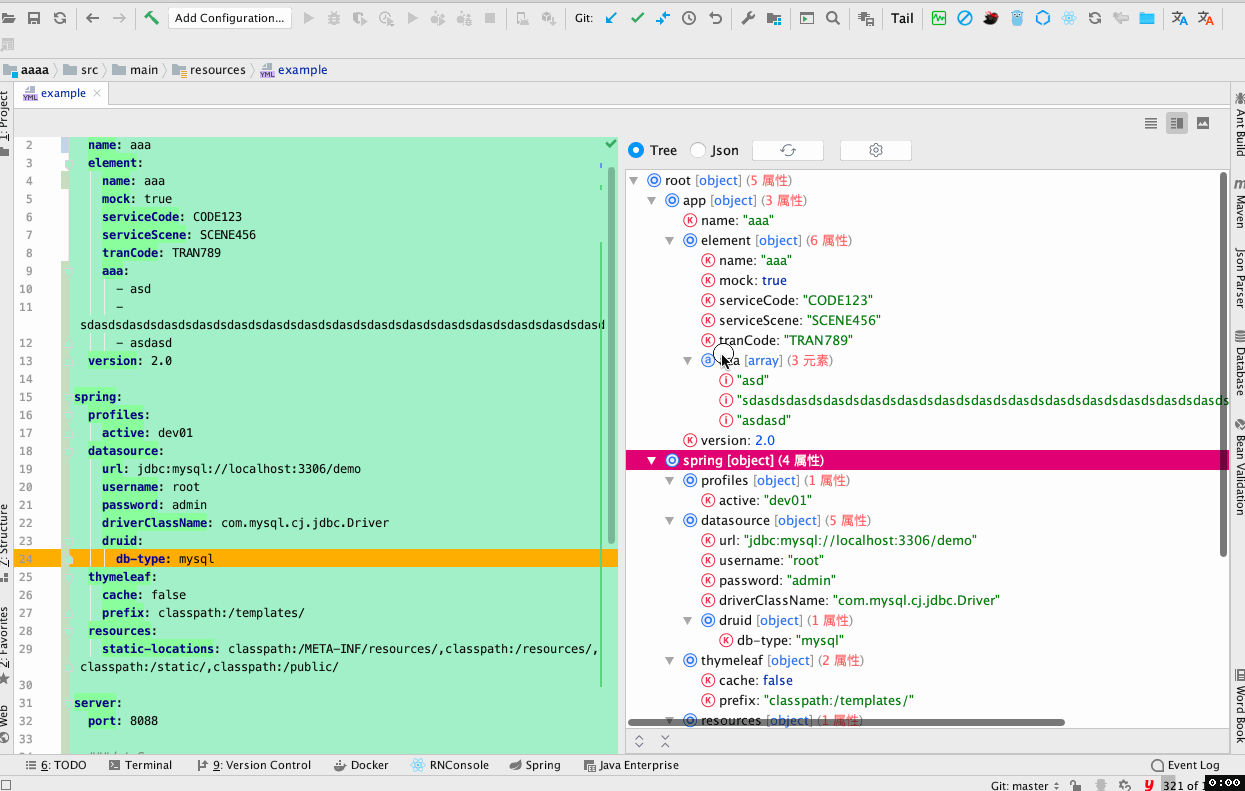 Add Configuration...
Git:
Tail
aaaa
src
main
resources
example
example
1: Project
Z: Structure
2: Favorites
Web
2 name: aaa
3 element:
4 name: aaa
5 mock: true
6 serviceCode: CODE123
7 serviceScene: SCENE456
8 tranCode: TRAN789
9 aaa:
10 - asd
11 -
sdasdsdasdsdasdsdasdsdasdsdasdsdasdsdasdsdasdsdasdsdasdsdasdsdasdsdasdsdasd
12 - asdasd
13 version: 2.0
14
15 spring:
16 profiles:
17 active: dev01
18 datasource:
19 url: jdbc:mysql://localhost:3306/demo
20 username: root
21 password: admin
22 driverClassName: com.mysql.cj.jdbc.Driver
23 druid:
24 db-type: mysql
25 thymeleaf:
26 cache: false
27 prefix: classpath:/templates/
28 resources:
29 static-locations: classpath:/META-INF/resources/,classpath:/resources/,
classpath:/static/,classpath:/public/
30
31 server:
32 port: 8088
33
Tree
Json
root [object] (5 属性)
app [object] (3 属性)
name: "aaa"
element [object] (6 属性)
name: "aaa"
mock: true
serviceCode: "CODE123"
serviceScene: "SCENE456"
tranCode: "TRAN789"
[array] (3 元素)
"asd"
"sdasdsdasdsdasdsdasdsdasdsdasdsdasdsdasdsdasdsdasdsdasdsdasdsdasds
"asdasd"
version: 2.0
spring [object] (4 属性)
profiles [object] (1 属性)
active: "dev01"
datasource [object] (5 属性)
url: "jdbc:mysql://localhost:3306/demo"
username: "root"
password: "admin"
driverClassName: "com.mysql.cj.jdbc.Driver"
druid [object] (1 属性)
db-type: "mysql"
thymeleaf [object] (2 属性)
cache: false
prefix: "classpath:/templates/"
resources [object] (1 属性)
Ant Build
Maven
Json Parser
Database
Bean Validation
Word Book
6: TODO
Terminal
9: Version Control
Docker
RNConsole
Spring
Java Enterprise
Event Log
Git: master
321 of
0:00